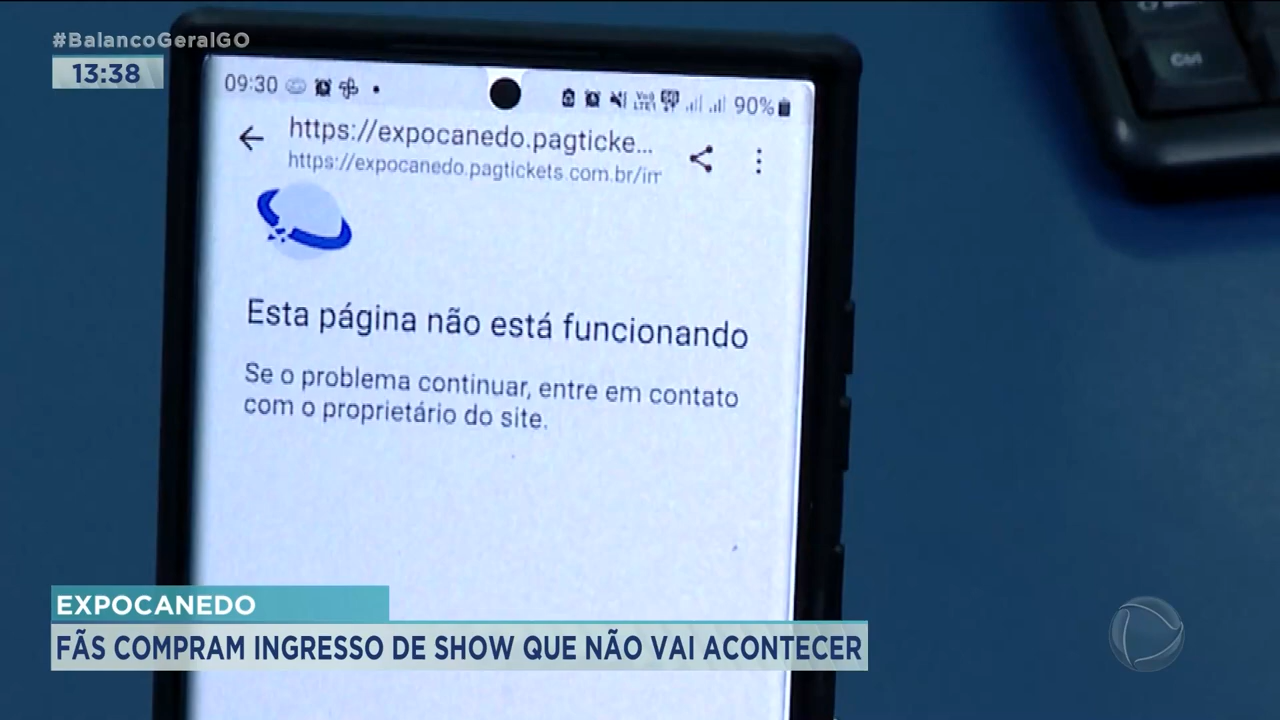 #BalancoGeralGO
13:38
09:30
90%
https://expocanedo.pagticke...
https://expocanedo.pagtickets.com.br/im
Esta página não está funcionando
Se o problema continuar, entre em contato
com o proprietário do site.
Ctrl
EXPOCANEDO
FÃS COMPRAM INGRESSO DE SHOW QUE NÃO VAI ACONTECER